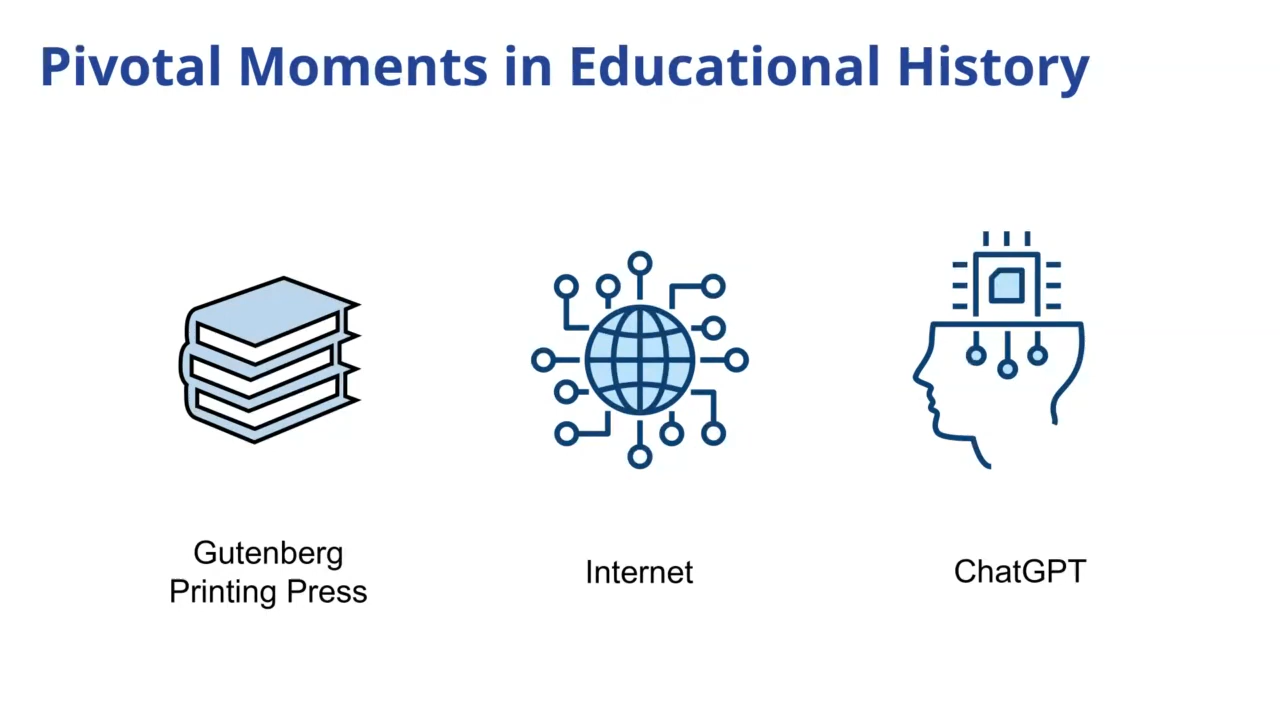 Pivotal Moments in Educational History
Gutenberg
Printing Press
Internet
ChatGPT